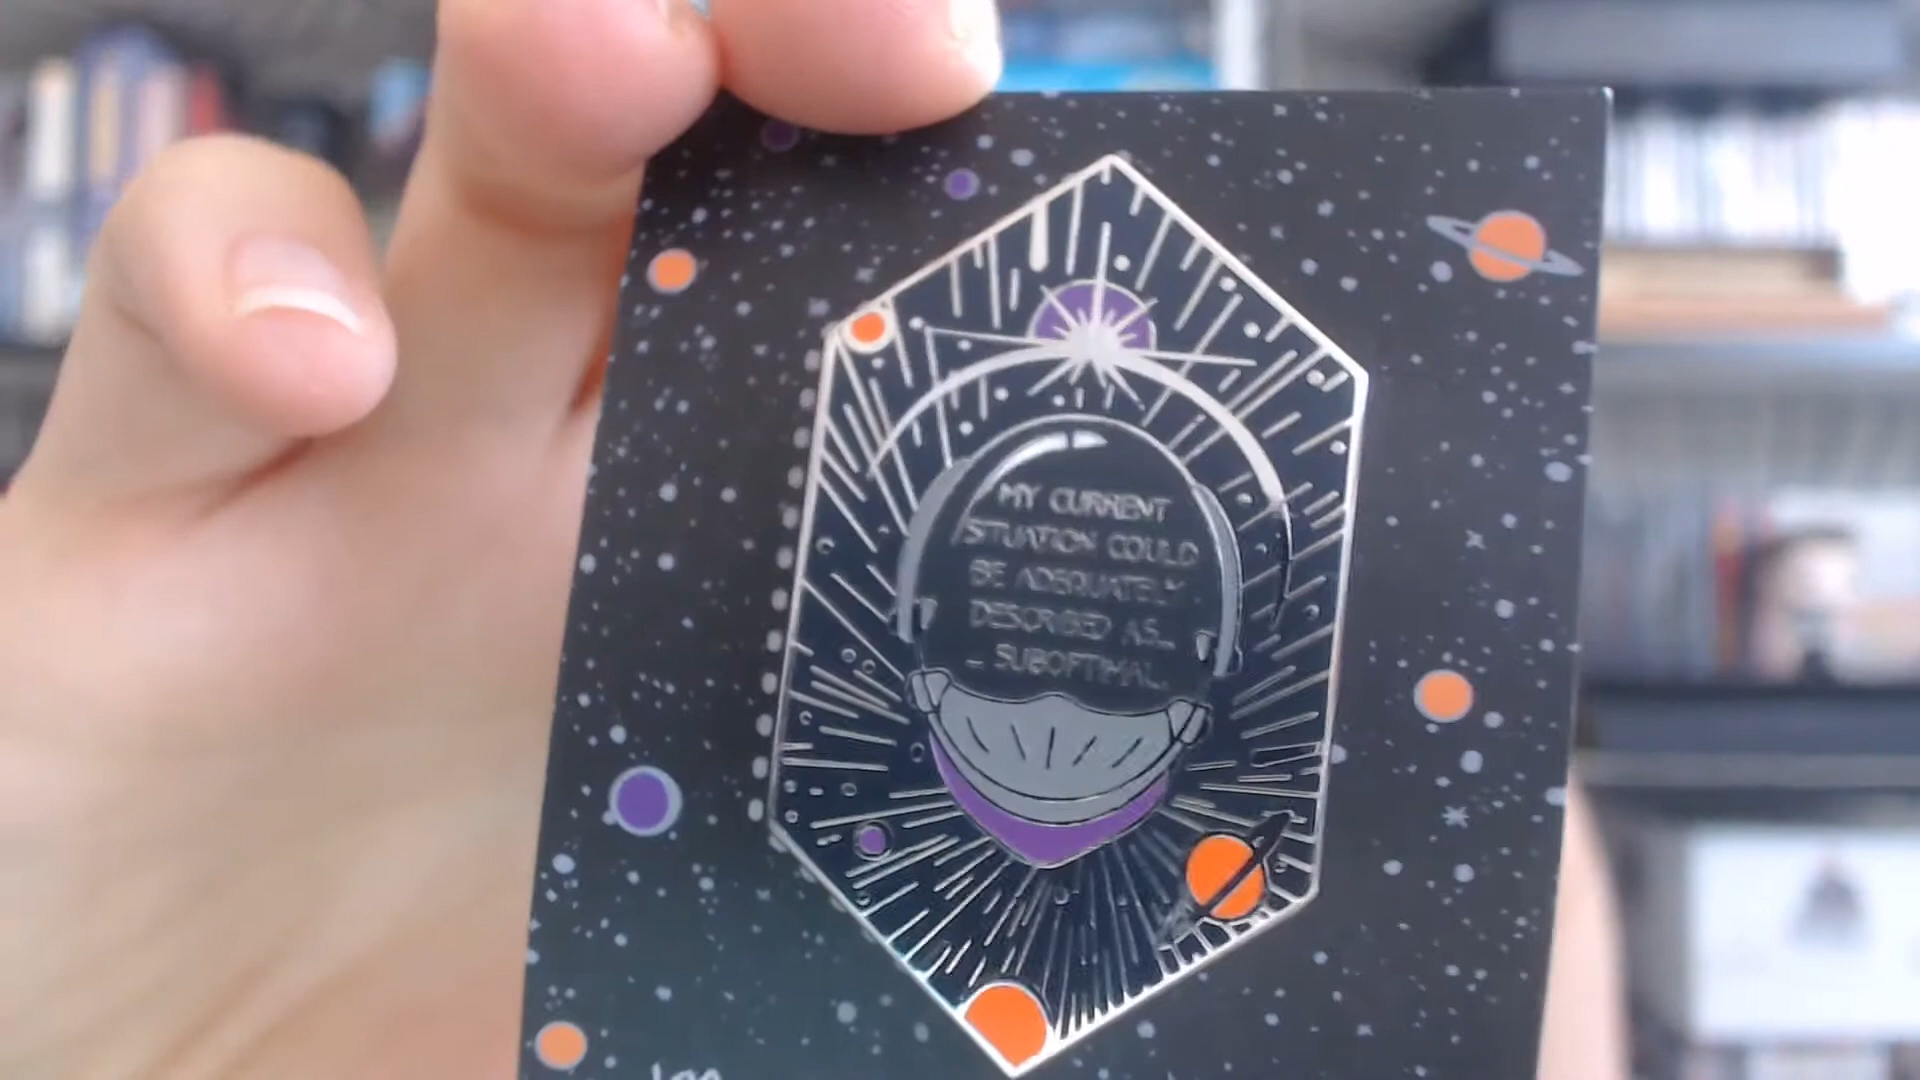 MY CURRENT
SITUATION COULD
BE ADEQUATELY
DESCRIBED AS...
... SUBOPTIMAL.